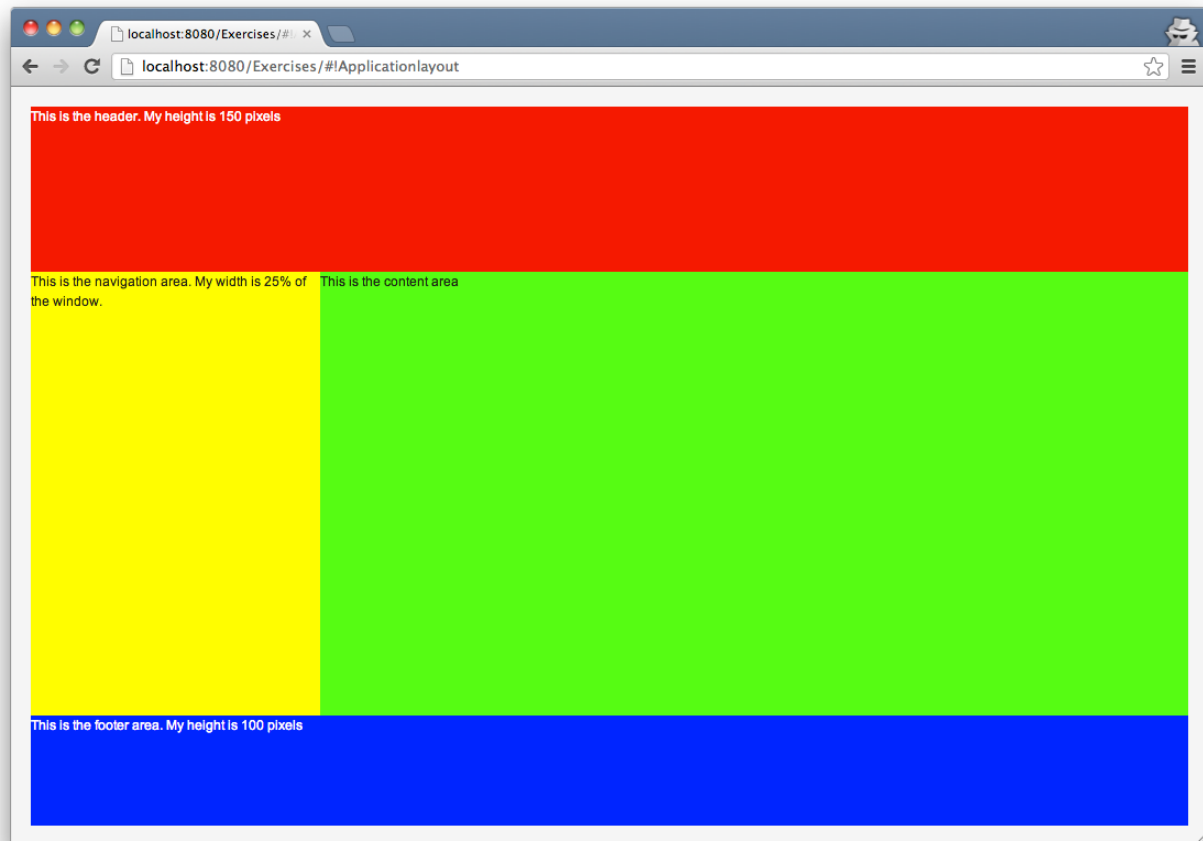 localhost:8080/Exercises/#!
localhost:8080/Exercises/#!Applicationlayout
This is the header. My height is 150 pixels
This is the navigation area. My width is 25% of
the window.
This is the content area
This is the footer area. My height is 100 pixels